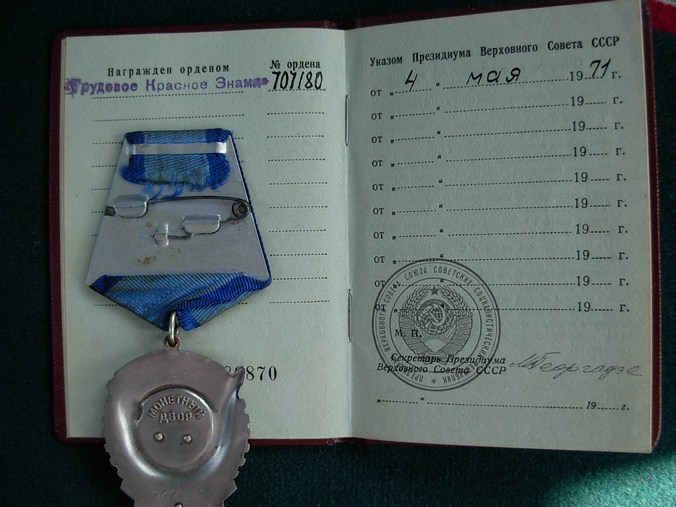 Награжден орденом
№ ордена
Трудовое Красное Знамя
707180
870
МОНЕТНЫЙ
ДВОР
Указом Президиума Верховного Совета СССР
от „ 4 " мая 1971 г.
от „ " 19 г.
от „ " 19 г.
от „ " 19 г.
от „ " 19 г.
от „ " 19 г.
от „ " 19 г.
от „ " 19 г.
от „ " 19 г.
от „ " 19 г.
М. П.
Секретарь Президиума
Верховного Совета СССР
М Георгадзе
„ " 19 г.